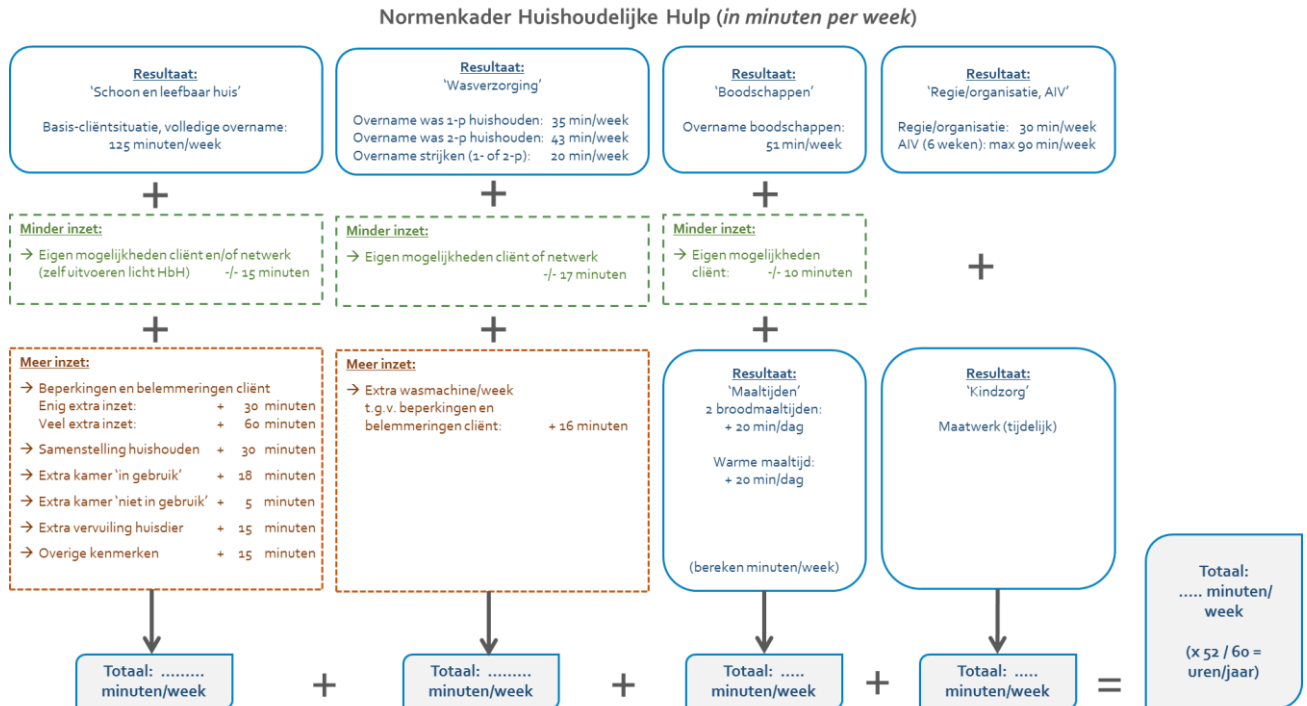 Normenkader Huishoudelijke Hulp (in minuten per week)
Resultaat:
‘Schoon en leefbaar huis’
Basis-cliëntsituatie, volledige overname:
125 minuten/week
Resultaat:
‘Wasverzorging’
Overname was 1-p huishouden: 35 min/week
Overname was 2-p huishouden: 43 min/week
Overname strijken (1- of 2-p): 20 min/week
Resultaat:
‘Boodschappen’
Overname boodschappen:
51 min/week
Resultaat:
‘Regie/organisatie, AIV’
Regie/organisatie: 30 min/week
AIV (6 weken): max 90 min/week
+
+
+
Minder inzet:
→ Eigen mogelijkheden cliënt en/of netwerk
(zelf uitvoeren licht HbH) -/- 15 minuten
Minder inzet:
→ Eigen mogelijkheden cliënt of netwerk
-/- 17 minuten
Minder inzet:
→ Eigen mogelijkheden
cliënt: -/- 10 minuten
+
+
+
+
Meer inzet:
→ Beperkingen en belemmeringen cliënt
Enig extra inzet: + 30 minuten
Veel extra inzet: + 60 minuten
→ Samenstelling huishouden + 30 minuten
→ Extra kamer ‘in gebruik’ + 18 minuten
→ Extra kamer ‘niet in gebruik’ + 5 minuten
→ Extra vervuiling huisdier + 15 minuten
→ Overige kenmerken + 15 minuten
Meer inzet:
→ Extra wasmachine/week
t.g.v. beperkingen en
belemmeringen cliënt: + 16 minuten
Resultaat:
‘Maaltijden’
2 broodmaaltijden:
+ 20 min/dag
Warme maaltijd:
+ 20 min/dag
(bereken minuten/week)
Resultaat:
‘Kindzorg’
Maatwerk (tijdelijk)
Totaal: .........
minuten/week
+
Totaal: .........
minuten/week
+
Totaal: .....
minuten/week
+
Totaal: .....
minuten/week
=
Totaal:
..... minuten/
week
(x 52 / 60 =
uren/jaar)